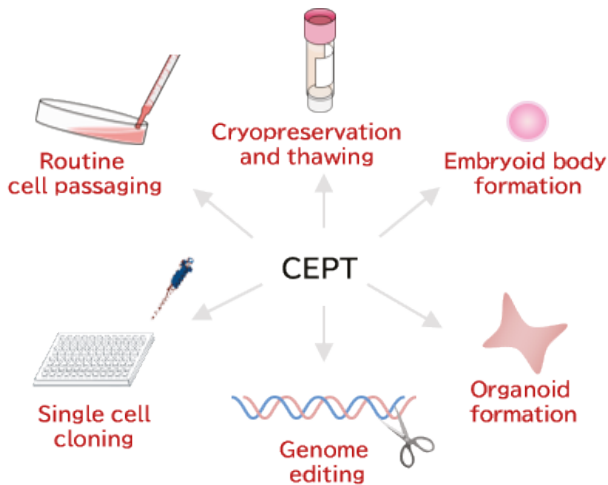 Cryopreservation
and thawing
Routine
cell passaging
Embryoid body
formation
CEPT
Single cell
cloning
Organoid
formation
Genome
editing